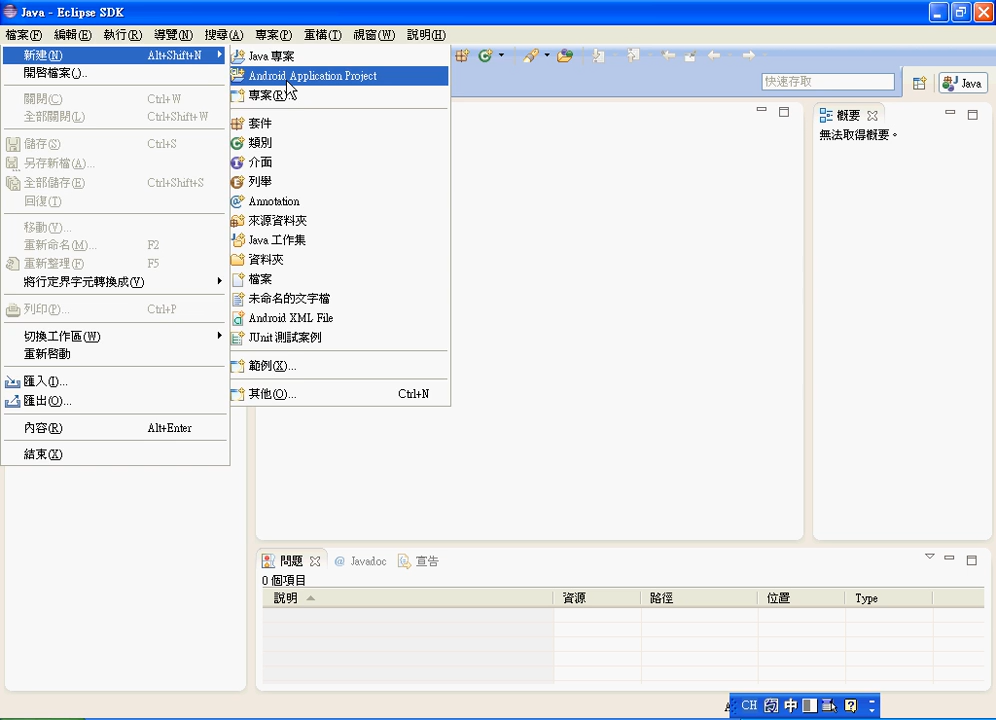 Java - Eclipse SDK
檔案(F) 編輯(E) 執行(R) 導覽(N) 搜尋(A) 專案(P) 重構(T) 視窗(W) 說明(H)
新建(N) Alt+Shift+N
開啓檔案(.)..
關閉(C) Ctrl+W
全部關閉(L) Ctrl+Shift+W
儲存(S) Ctrl+S
另存新檔(A)...
全部儲存(E) Ctrl+Shift+S
回復(T)
移動(V)...
重新命名(M)... F2
重新整理(F) F5
將行定界字元轉換成(V)
列印(P)... Ctrl+P
切換工作區(W)
重新啓動
匯入(I)...
匯出(O)...
內容(R) Alt+Enter
結束(X)
Java 專案
Android Application Project
專案(R)...
套件
類別
介面
列舉
Annotation
來源資料夾
Java 工作集
資料夾
檔案
未命名的文字檔
Android XML File
JUnit 測試案例
範例(X)...
其他(O)... Ctrl+N
快速存取
Java
概要
無法取得概要。
問題 @ Javadoc 宣告
0 個項目
說明 資源 路徑 位置 Type
CH 中 ?